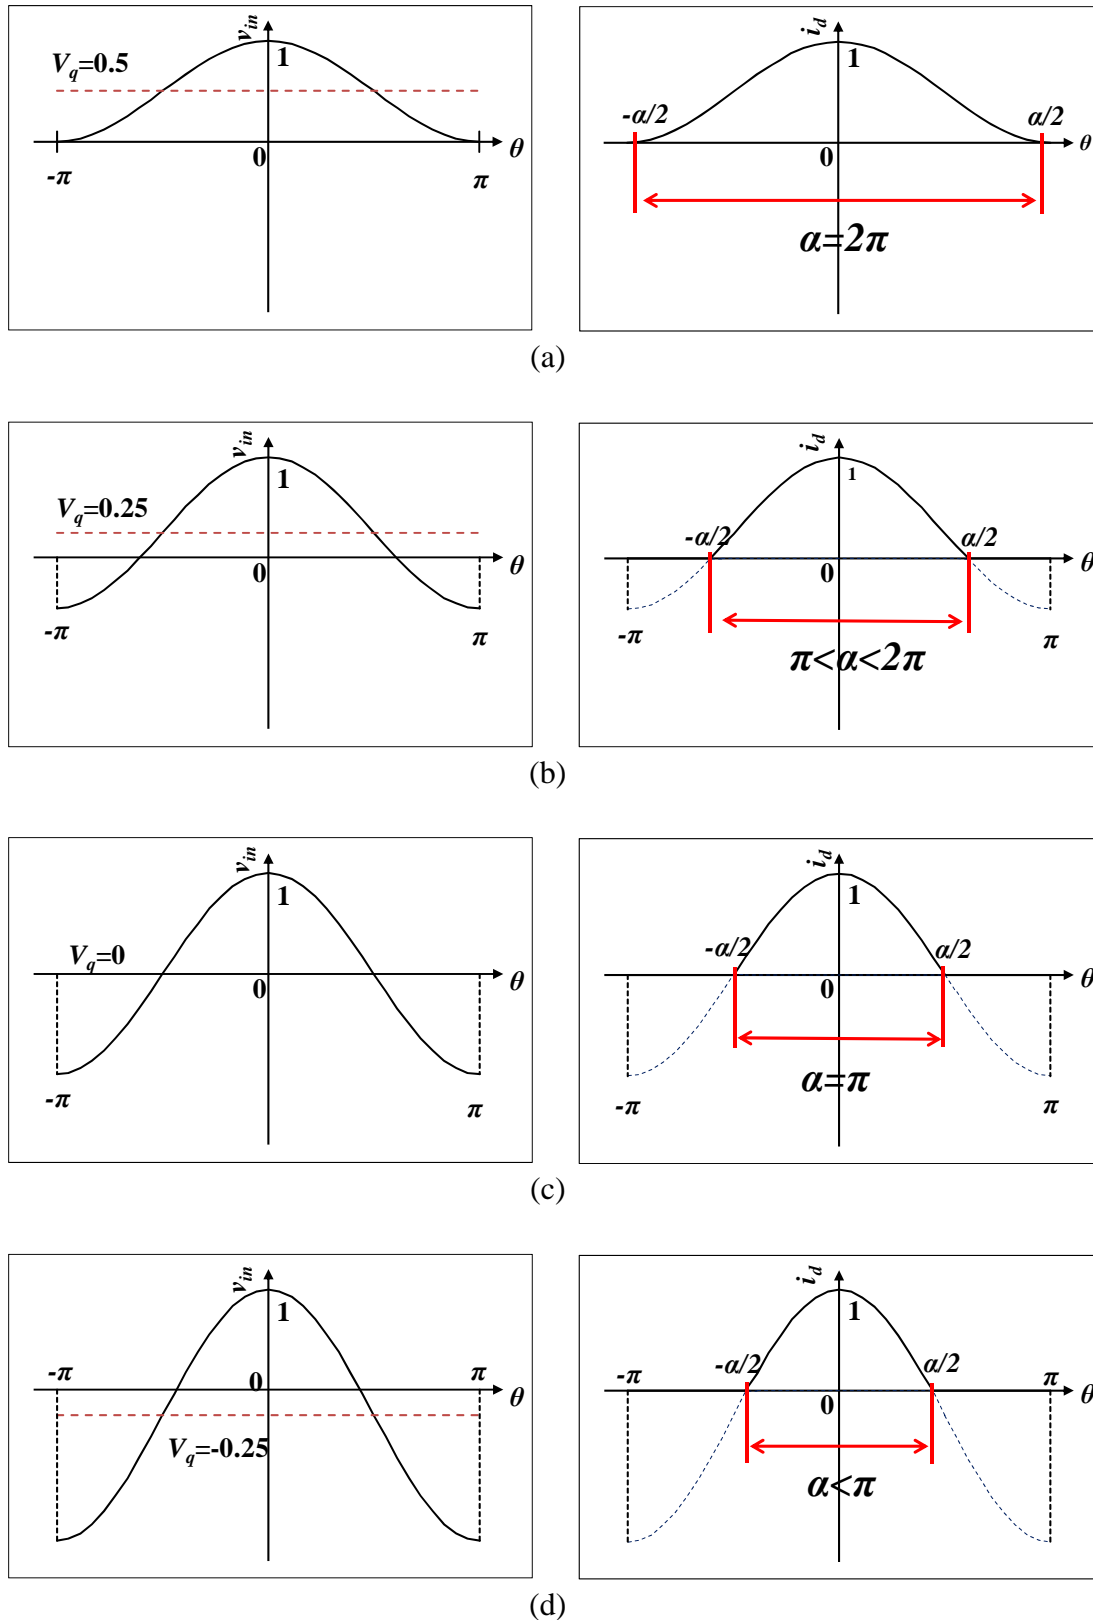 v_in
i_d
V_q=0.5
1
1
-α/2
α/2
0
θ
0
θ
-π
π
α=2π
(a)
v_in
i_d
1
1
V_q=0.25
-α/2
α/2
0
θ
0
θ
-π
π
-π
π
π<α<2π
(b)
v_in
i_d
1
1
V_q=0
-α/2
α/2
0
θ
0
θ
-π
π
α=π
-π
π
(c)
v_in
i_d
1
1
-π
0
π
θ
-π
-α/2
α/2
π
0
θ
V_q=-0.25
α<π
(d)